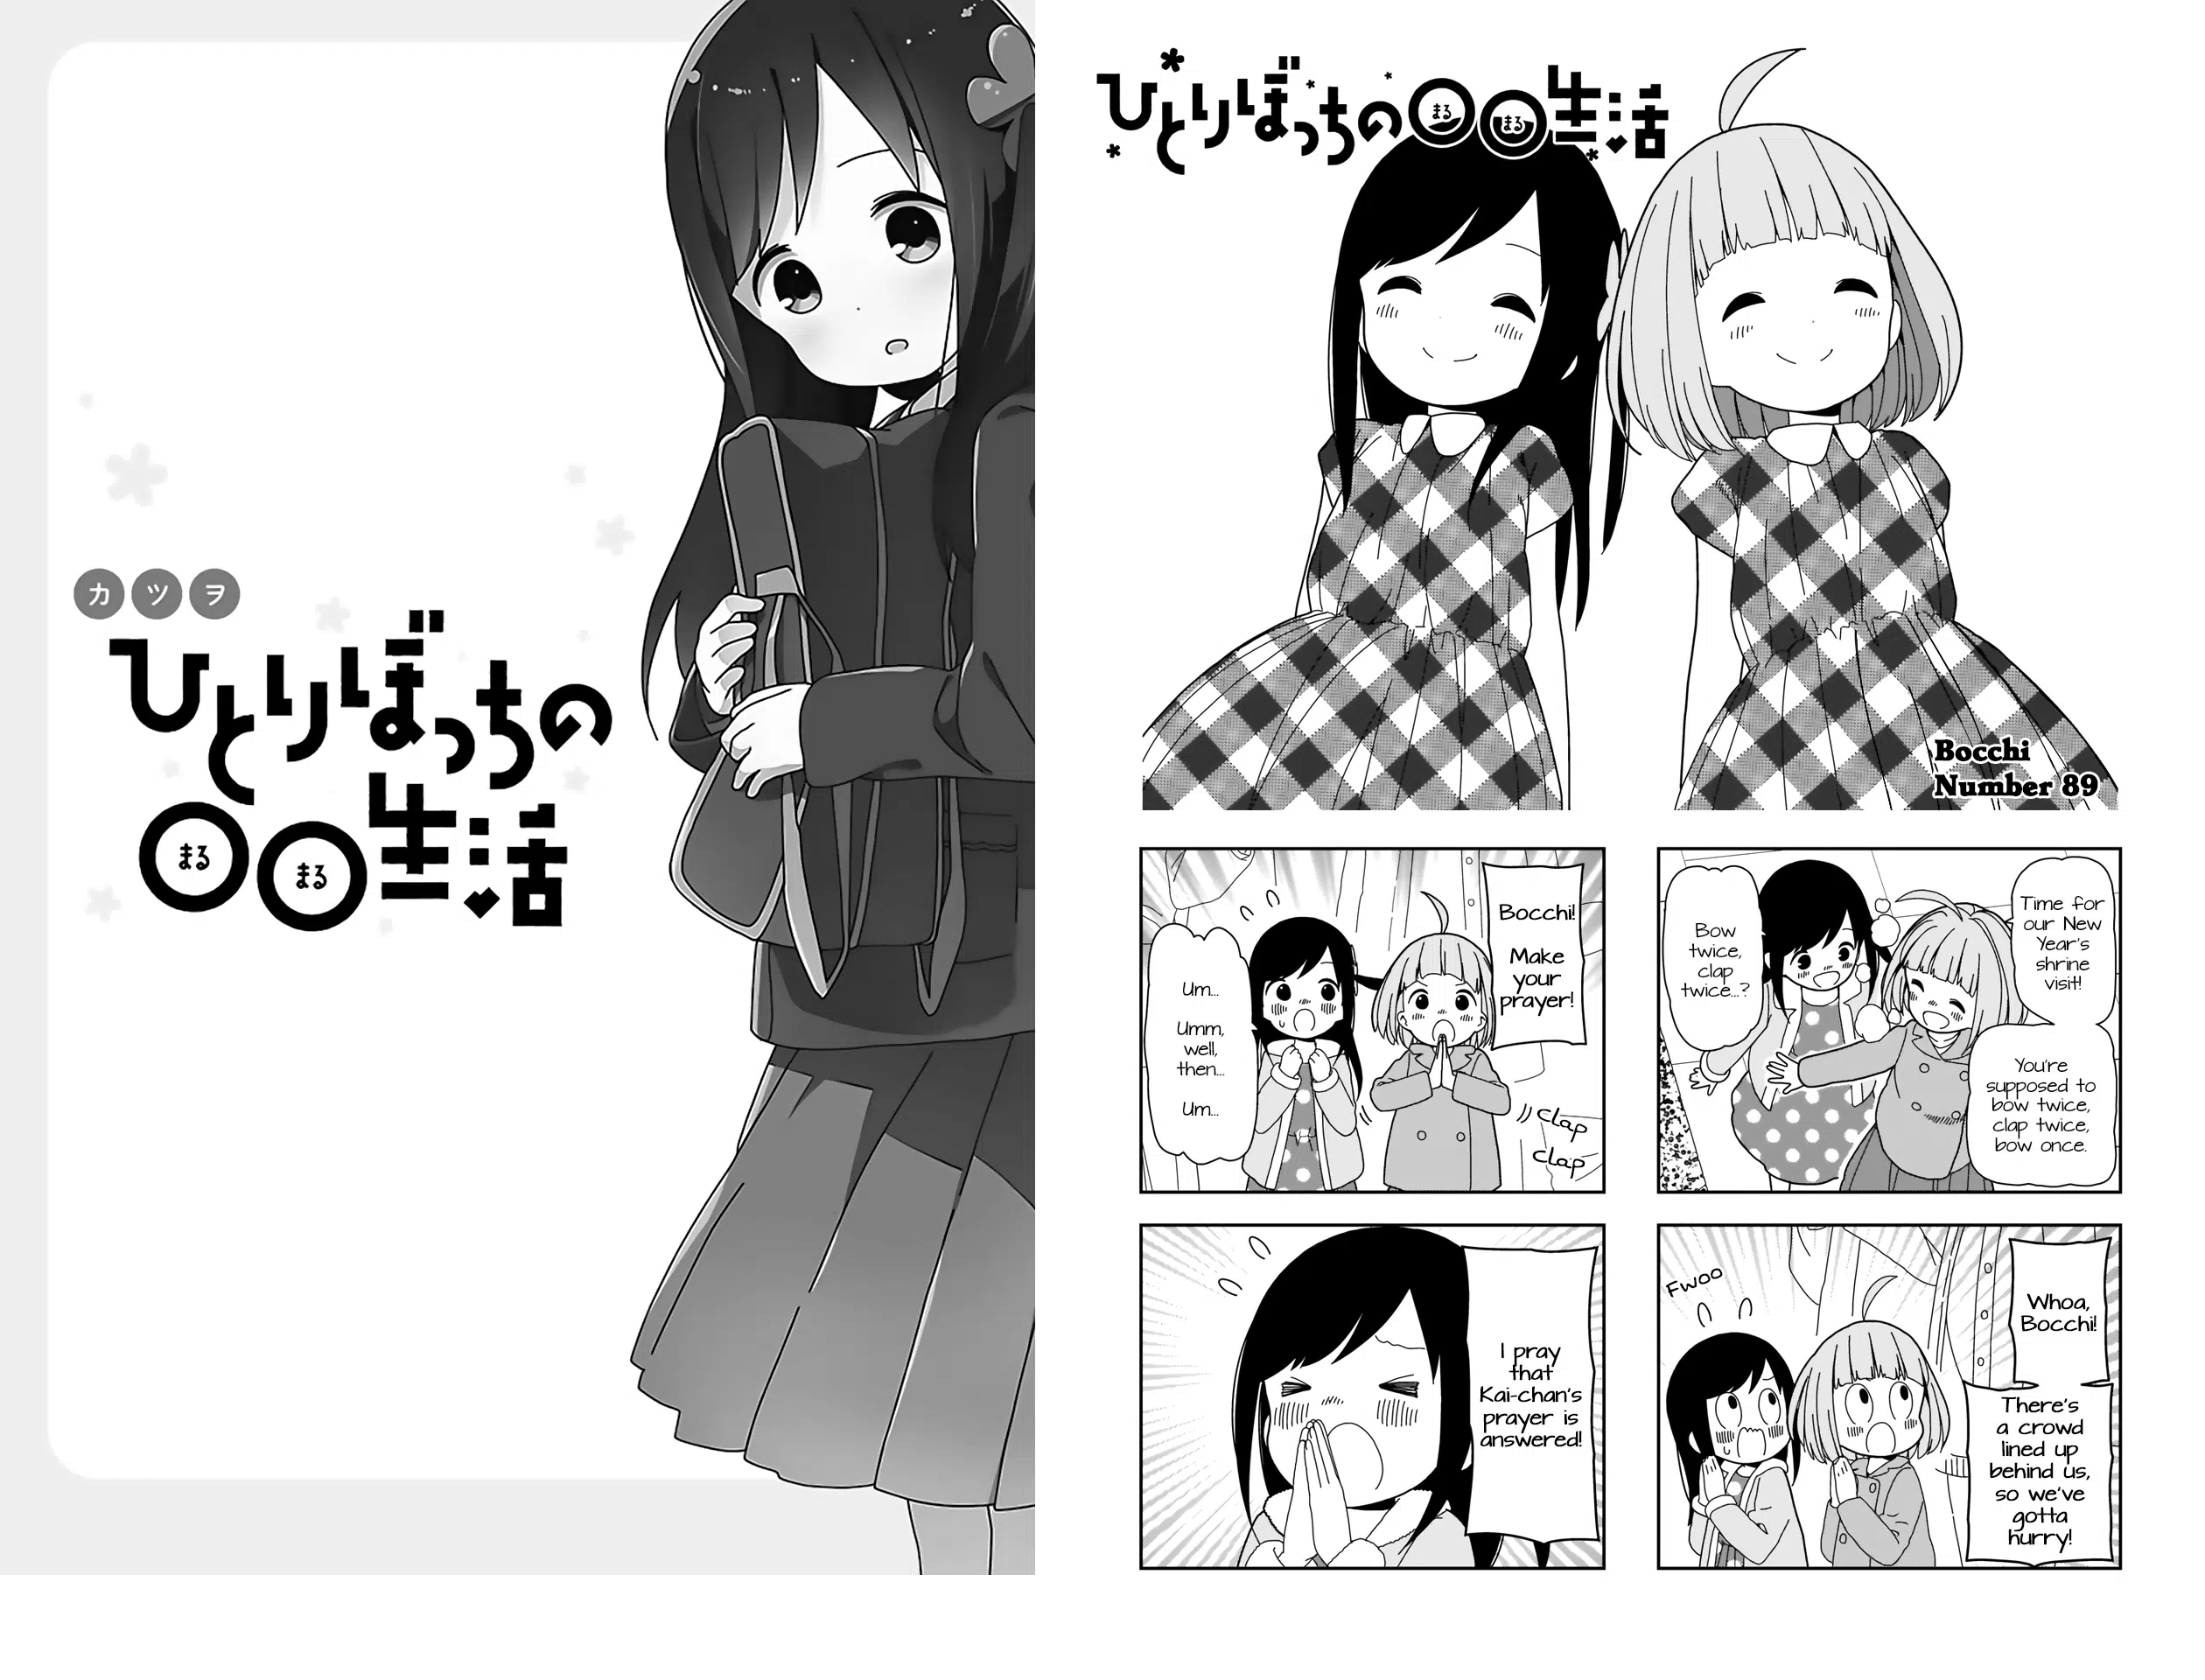 カツヲ
ひとりぼっちの
○○生活
まる
まる
ひとりぼっちの○○生活
まる
まる
Bocchi
Number 89
Time for
our New
Year's
shrine
visit!
You're
supposed to
bow twice,
clap twice,
bow once.
Bow
twice,
clap
twice...?
Whoa,
Bocchi!
There's
a crowd
lined up
behind us,
so we've
gotta
hurry!
Fwoo
Bocchi!
Make
your
prayer!
Clap
Clap
Um...
Umm,
well,
then...
Um...
I pray
that
Kai-chan's
prayer is
answered!